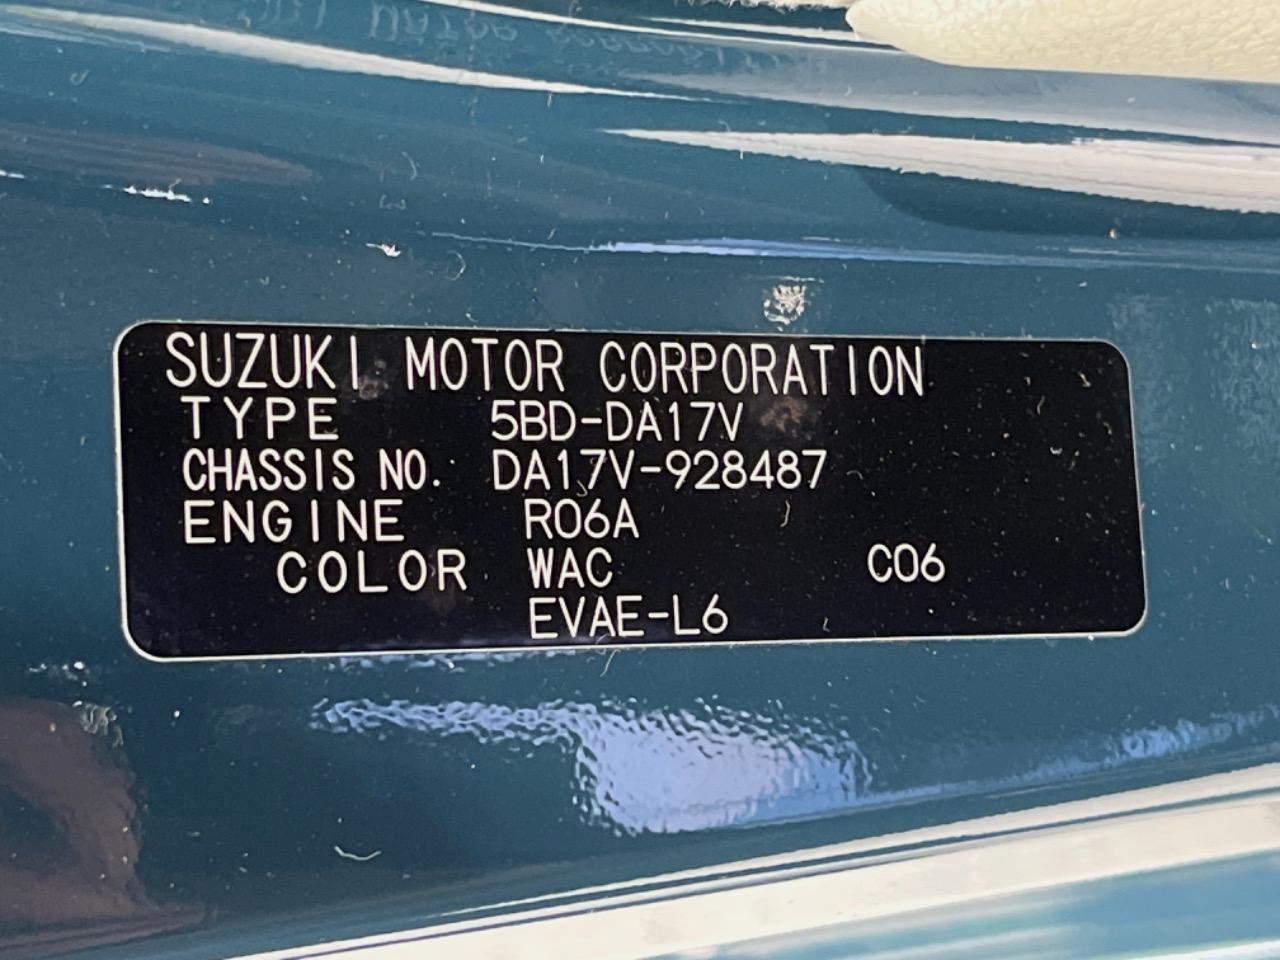 SUZUKI MOTOR CORPORATION
TYPE 5BD-DA17V
CHASSIS NO. DA17V-928487
ENGINE R06A
COLOR WAC C06
EVAE-L6